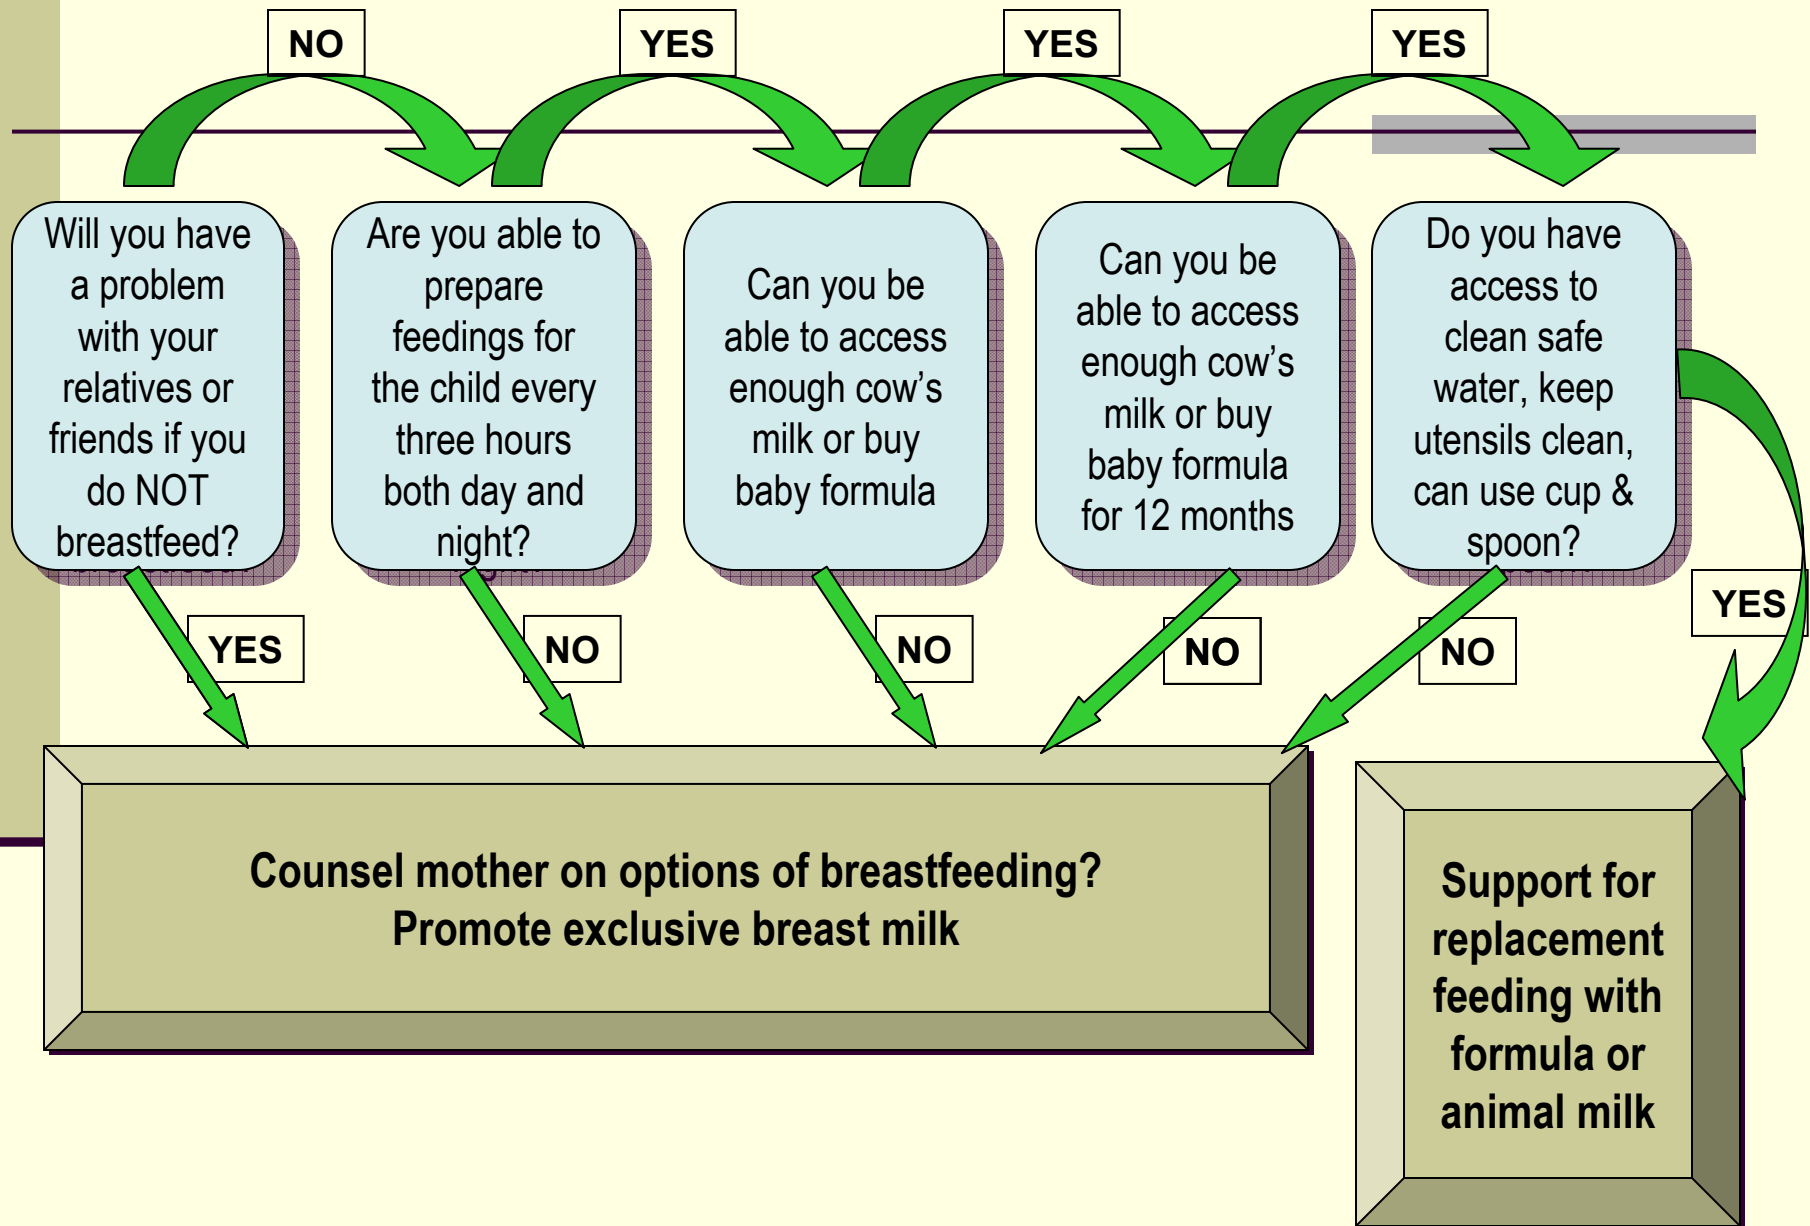 NO
YES
YES
YES
Will you have
a problem
with your
relatives or
friends if you
do NOT
breastfeed?
Are you able to
prepare
feedings for
the child every
three hours
both day and
night?
Can you be
able to access
enough cow's
milk or buy
baby formula
Can you be
able to access
enough cow's
milk or buy
baby formula
for 12 months
Do you have
access to
clean safe
water, keep
utensils clean,
can use cup &
spoon?
YES
NO
NO
NO
NO
YES
Counsel mother on options of breastfeeding?
Promote exclusive breast milk
Support for
replacement
feeding with
formula or
animal milk